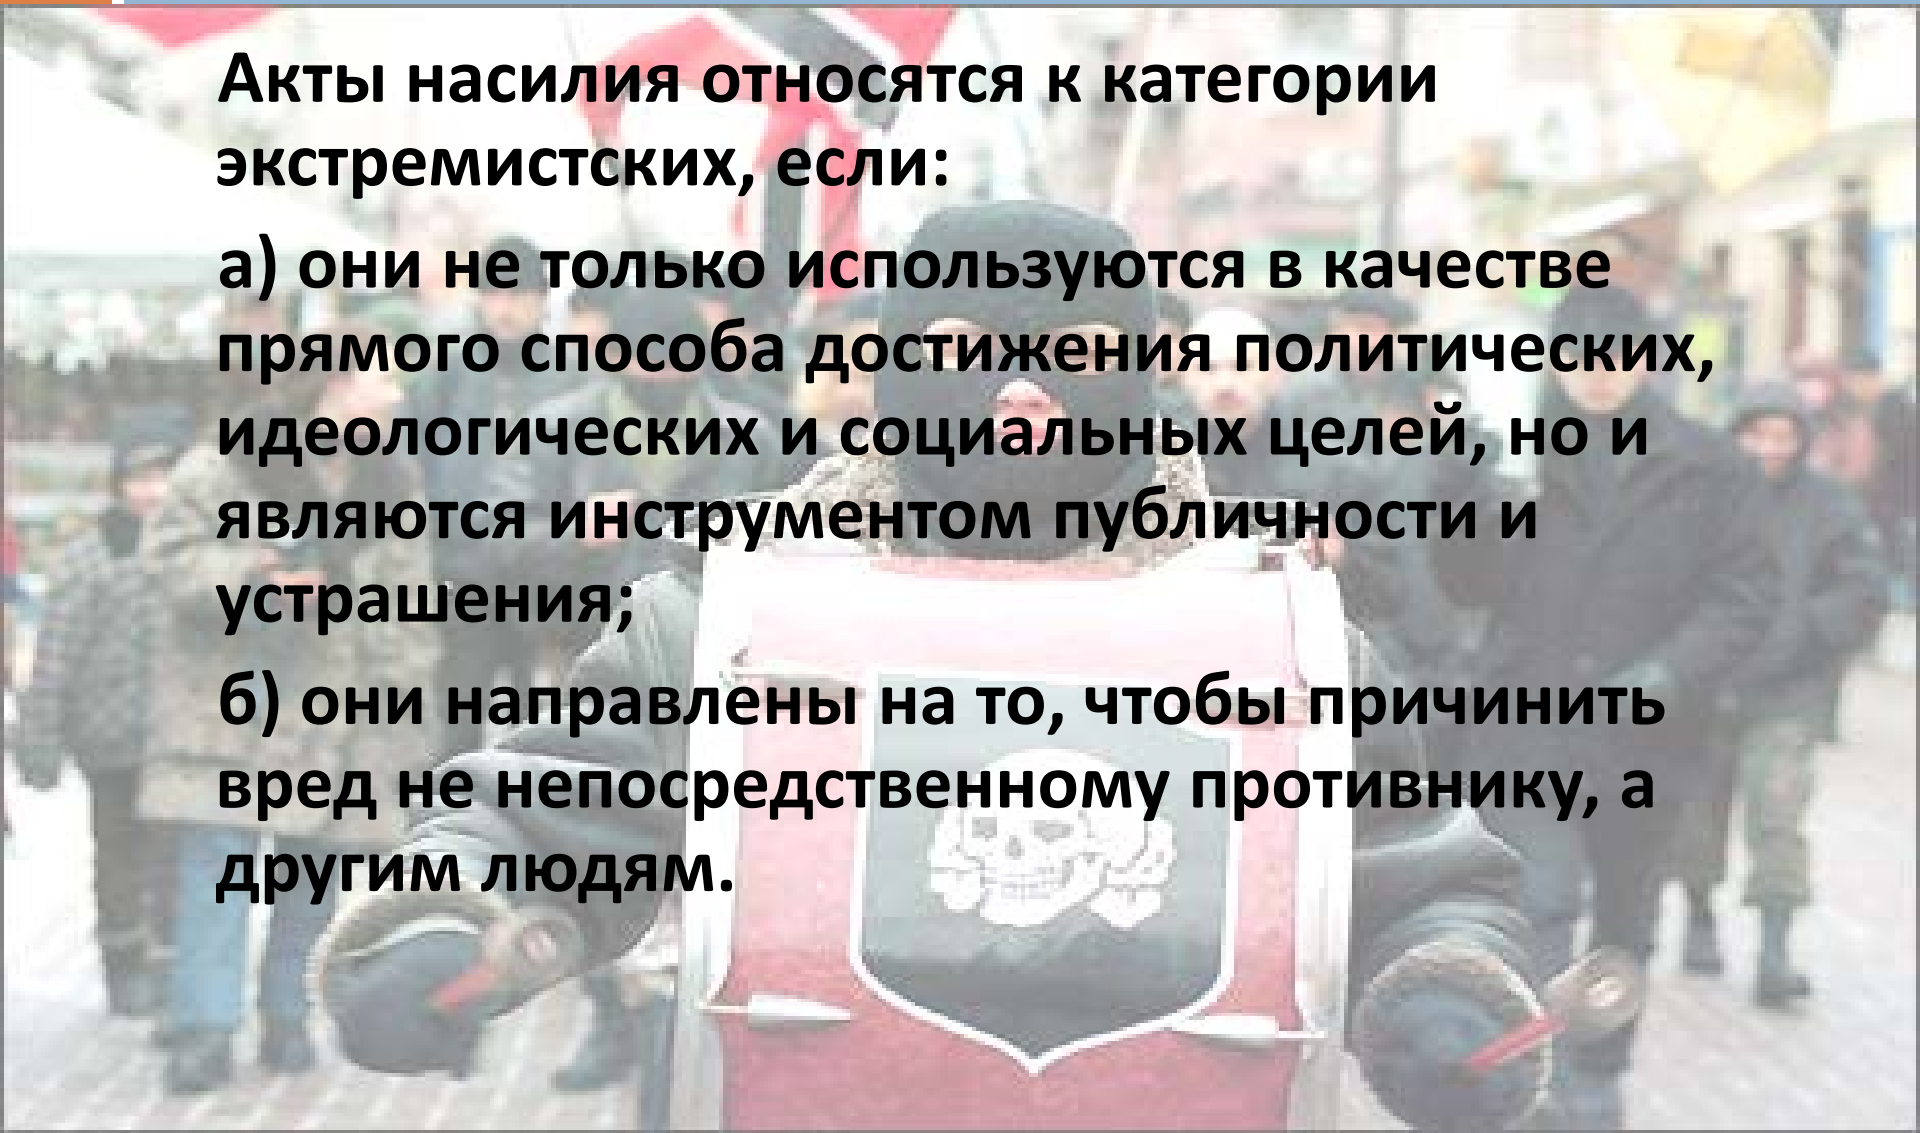 Акты насилия относятся к категории
экстремистских, если:
а) они не только используются в качестве
прямого способа достижения политических,
идеологических и социальных целей, но и
являются инструментом публичности и
устрашения;
б) они направлены на то, чтобы причинить
вред не непосредственному противнику, а
другим людям.